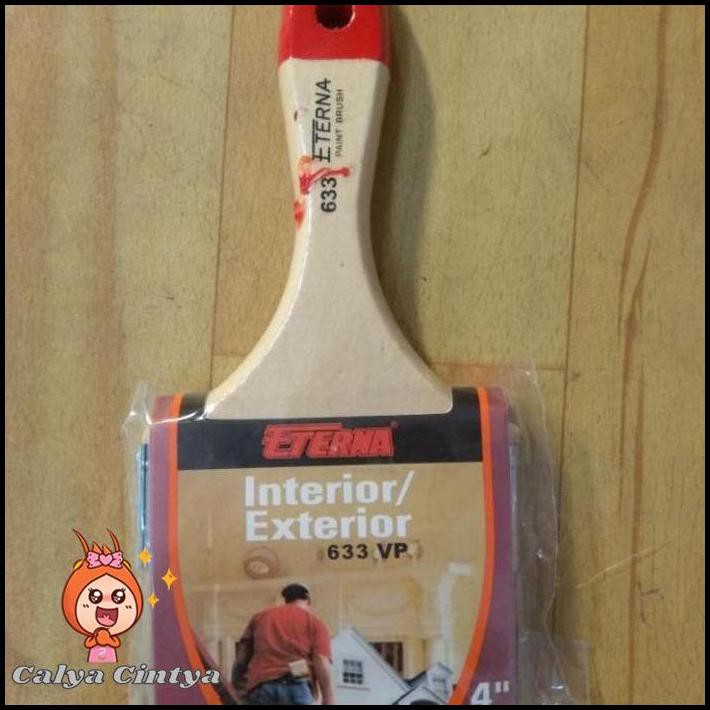 ETERNA
PAINT BRUSH
633
ETERNA®
Interior/
Exterior
633 VP
4"
Calya Cintya